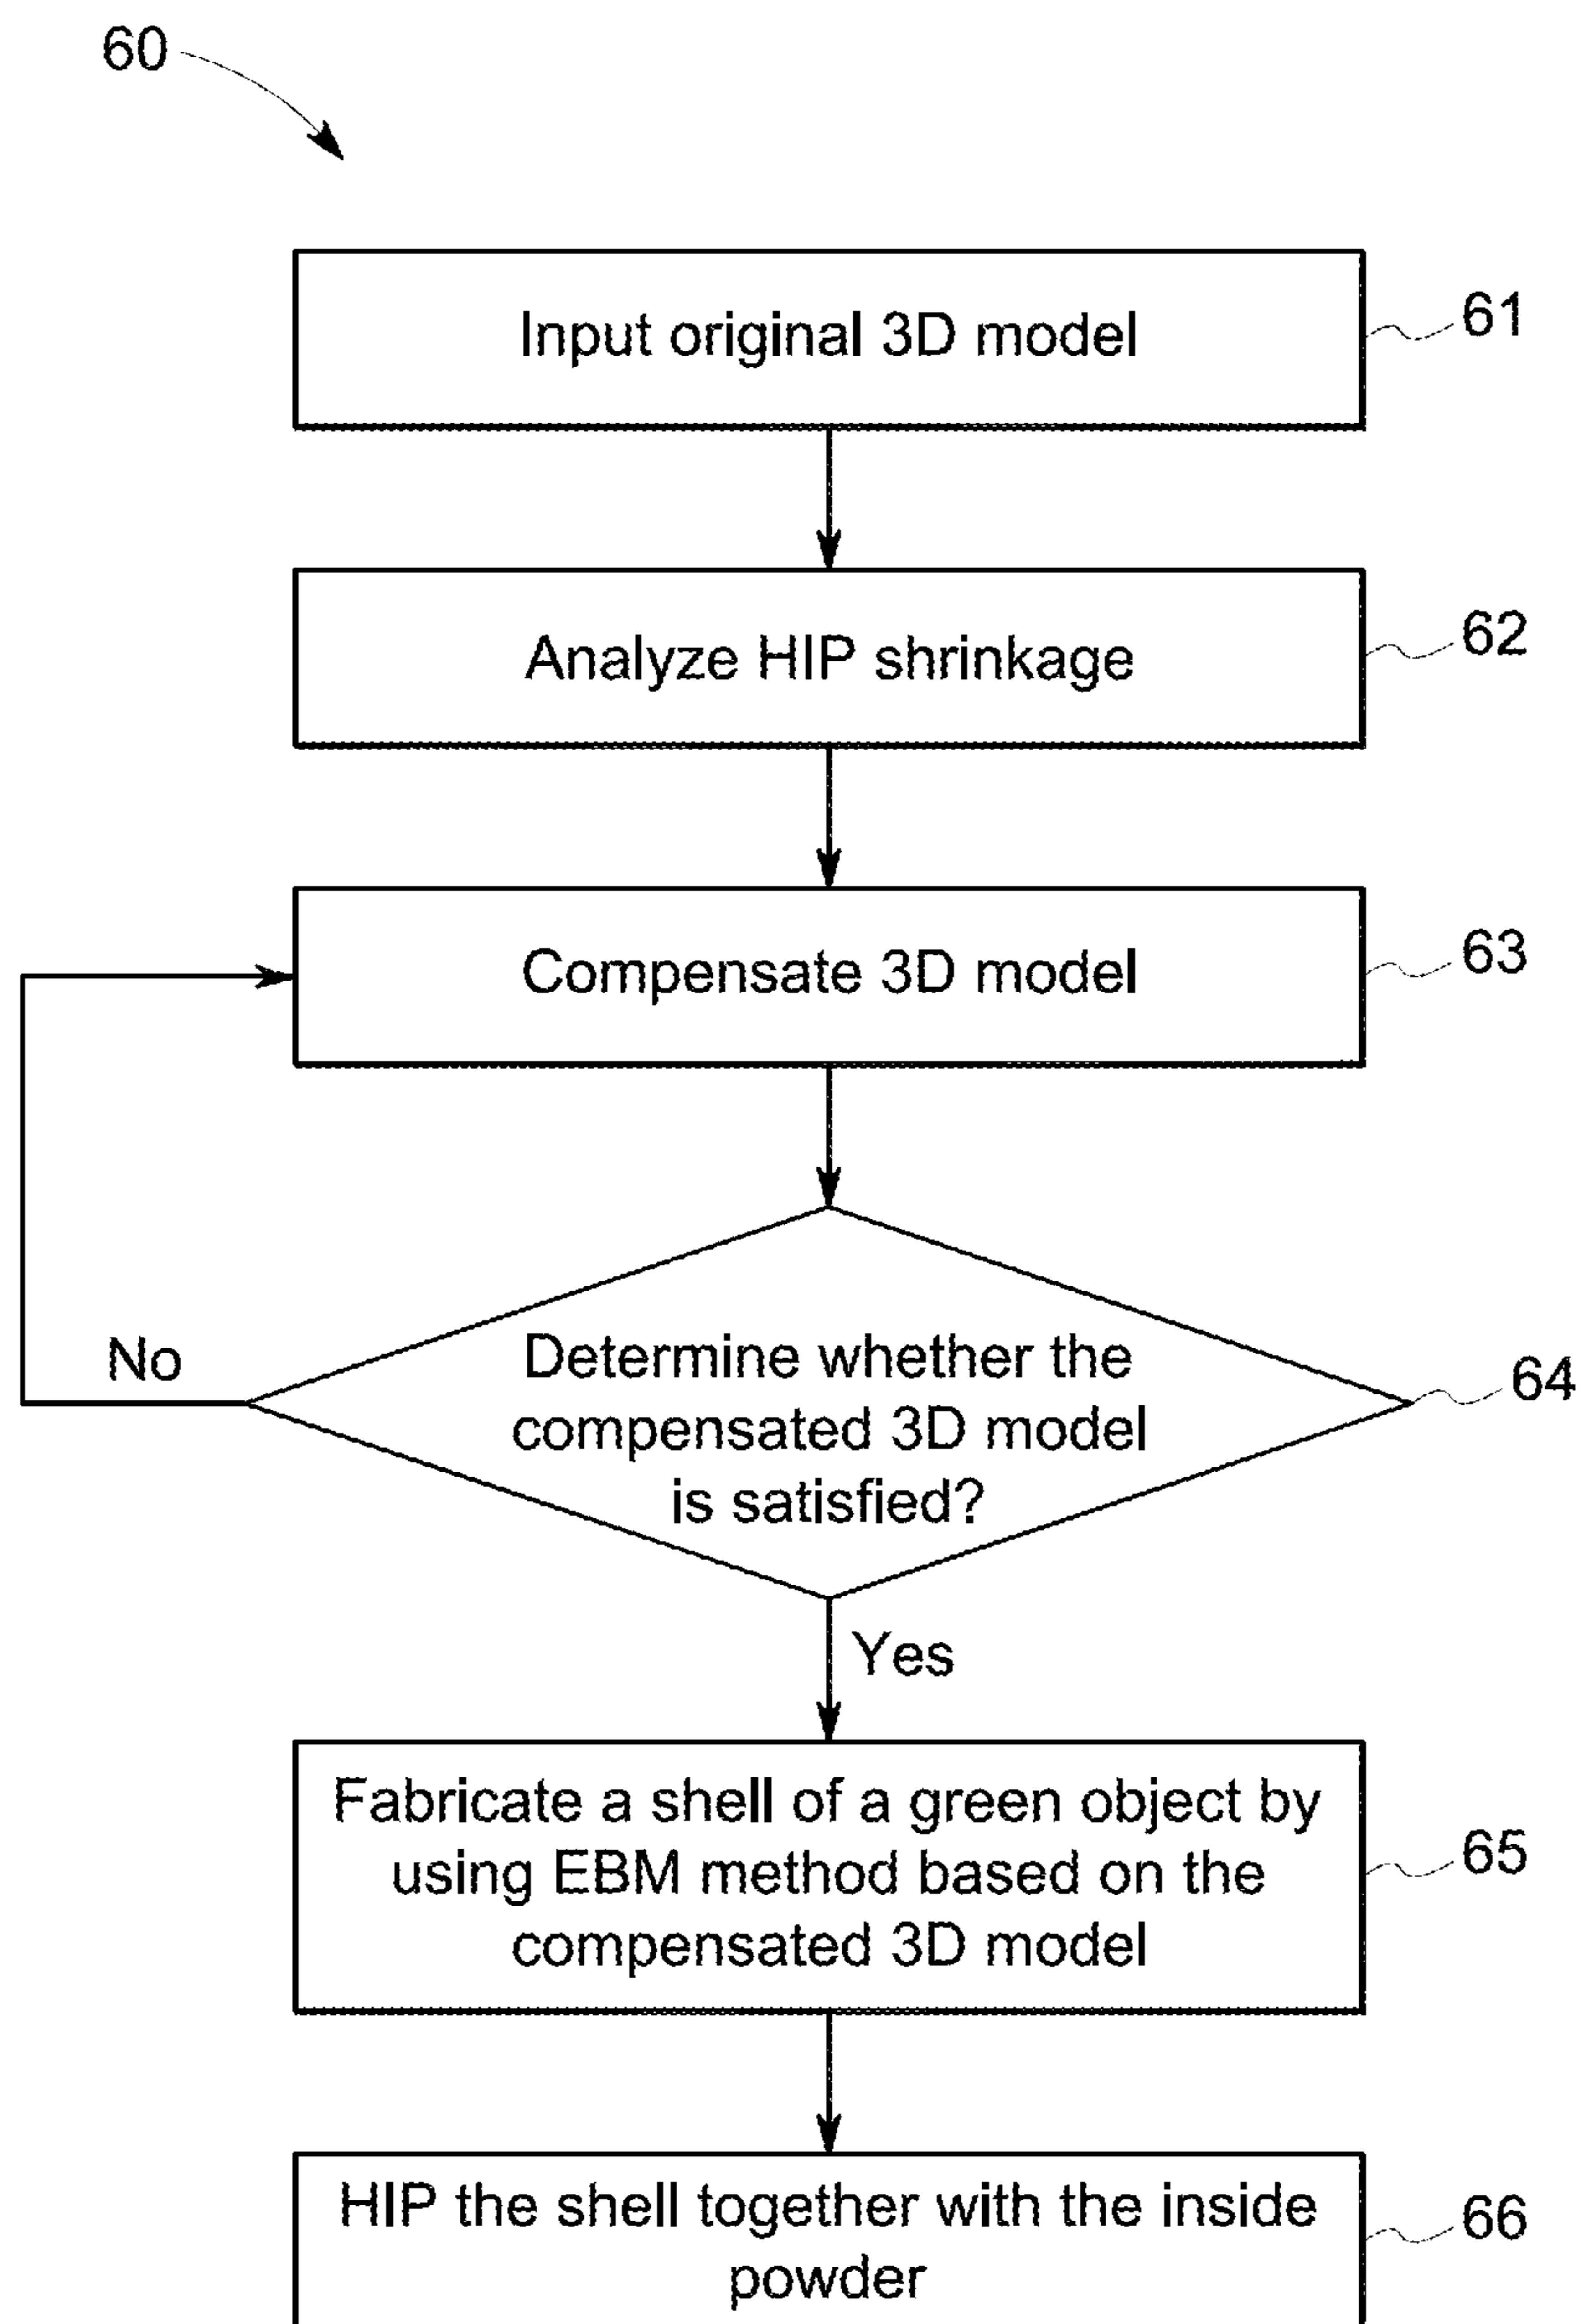 60
Input original 3D model
61
Analyze HIP shrinkage
62
Compensate 3D model
63
No
Determine whether the
compensated 3D model
is satisfied?
64
Yes
Fabricate a shell of a green object by
using EBM method based on the
compensated 3D model
65
HIP the shell together with the inside
powder
66